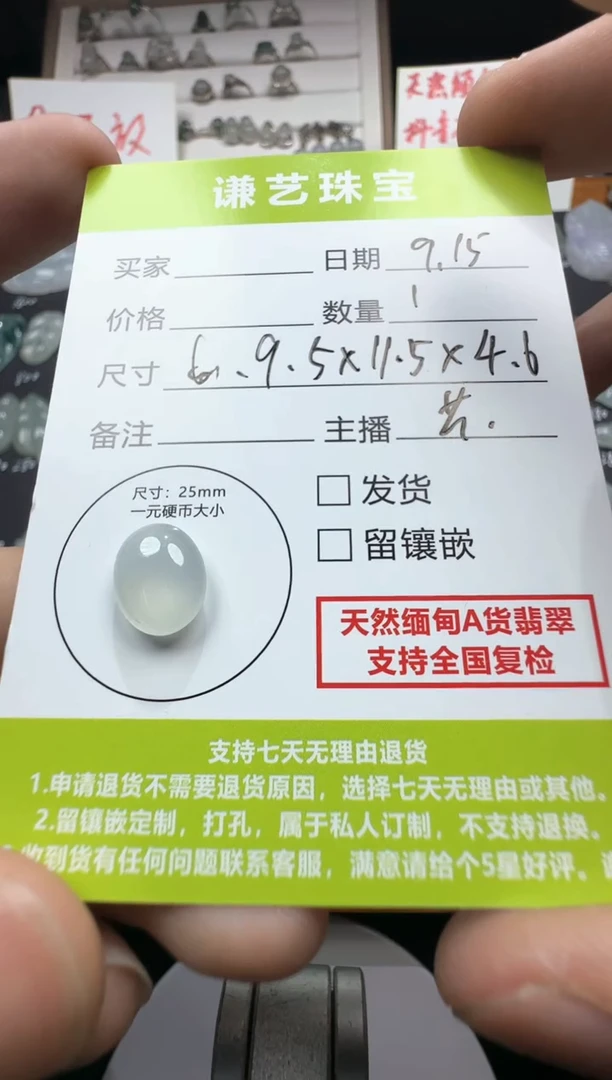 谦艺珠宝
买家 日期 9.15
价格 数量 1
尺寸 9.5×11.5×4.6
备注 主播
尺寸：25mm
一元硬币大小
发货
留镶嵌
天然缅甸A货翡翠
支持全国复检
支持七天无理由退货
1.申请退货不需要退货原因，选择七天无理由或其他。
2.留镶嵌定制，打孔，属于私人订制，不支持退换。
收到货有任何问题联系客服，满意请给个5星好评。